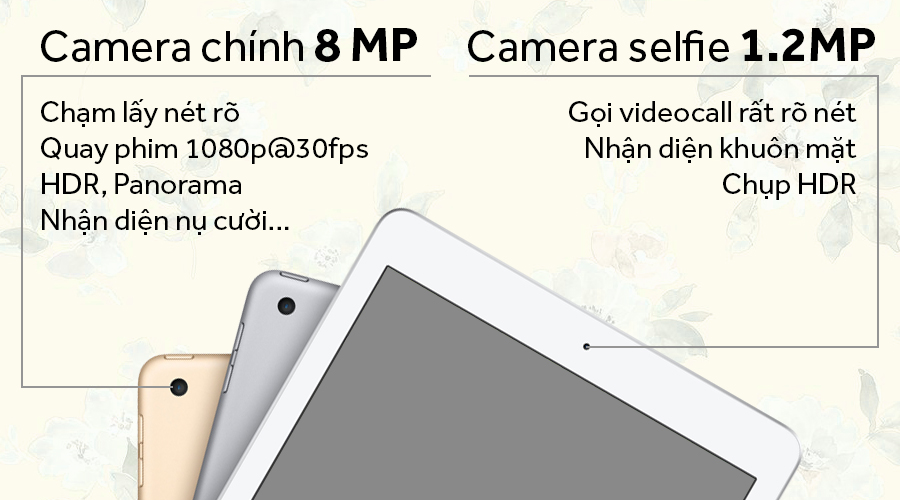 Camera chính 8 MP
Chạm lấy nét rõ
Quay phim 1080p@30fps
HDR, Panorama
Nhận diện nụ cười...
Camera selfie 1.2MP
Gọi videocall rất rõ nét
Nhận diện khuôn mặt
Chụp HDR